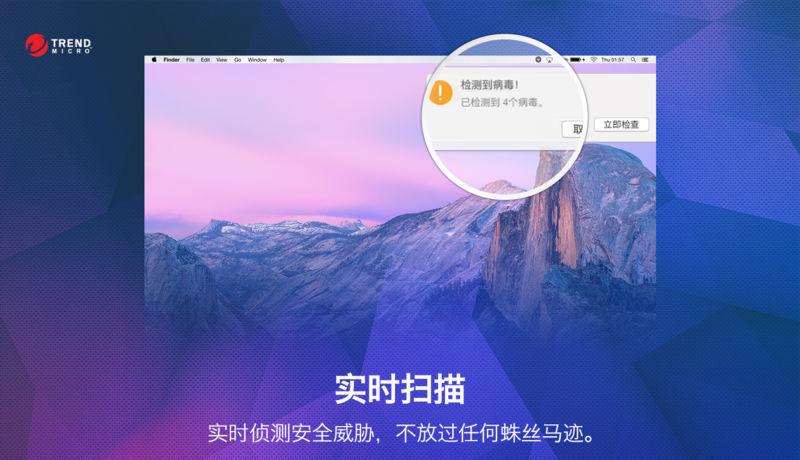 TREND
MICRO
Finder File Edit View Go Window Help
Thu 01:57
检测到病毒！
已检测到 4个病毒。
取
立即检查
实时扫描
实时侦测安全威胁，不放过任何蛛丝马迹。